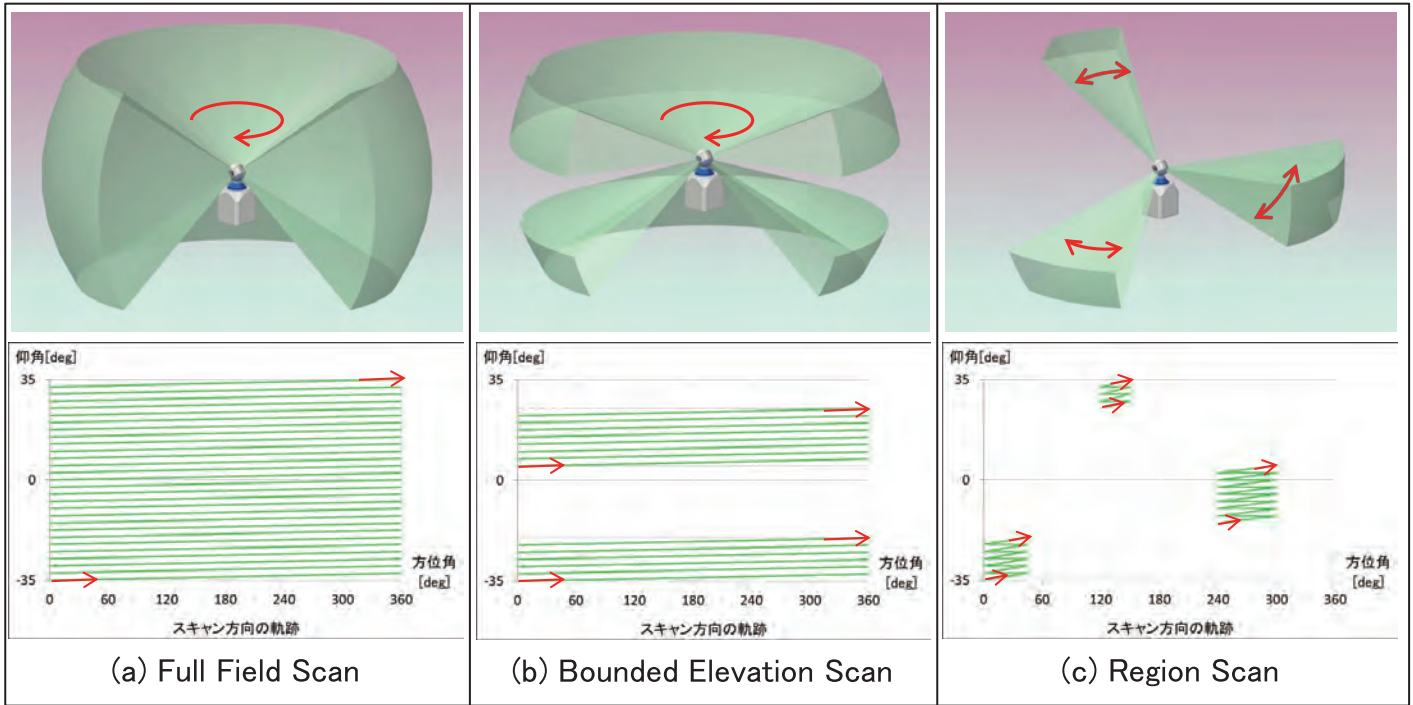 仰角[deg]
35
0
-35
0 60 120 180 240 300 360
方位角
[deg]
スキャン方向の軌跡
(a) Full Field Scan
仰角[deg]
35
0
-35
0 60 120 180 240 300 360
方位角
[deg]
スキャン方向の軌跡
(b) Bounded Elevation Scan
仰角[deg]
35
0
-35
0 60 120 180 240 300 360
方位角
[deg]
スキャン方向の軌跡
(c) Region Scan